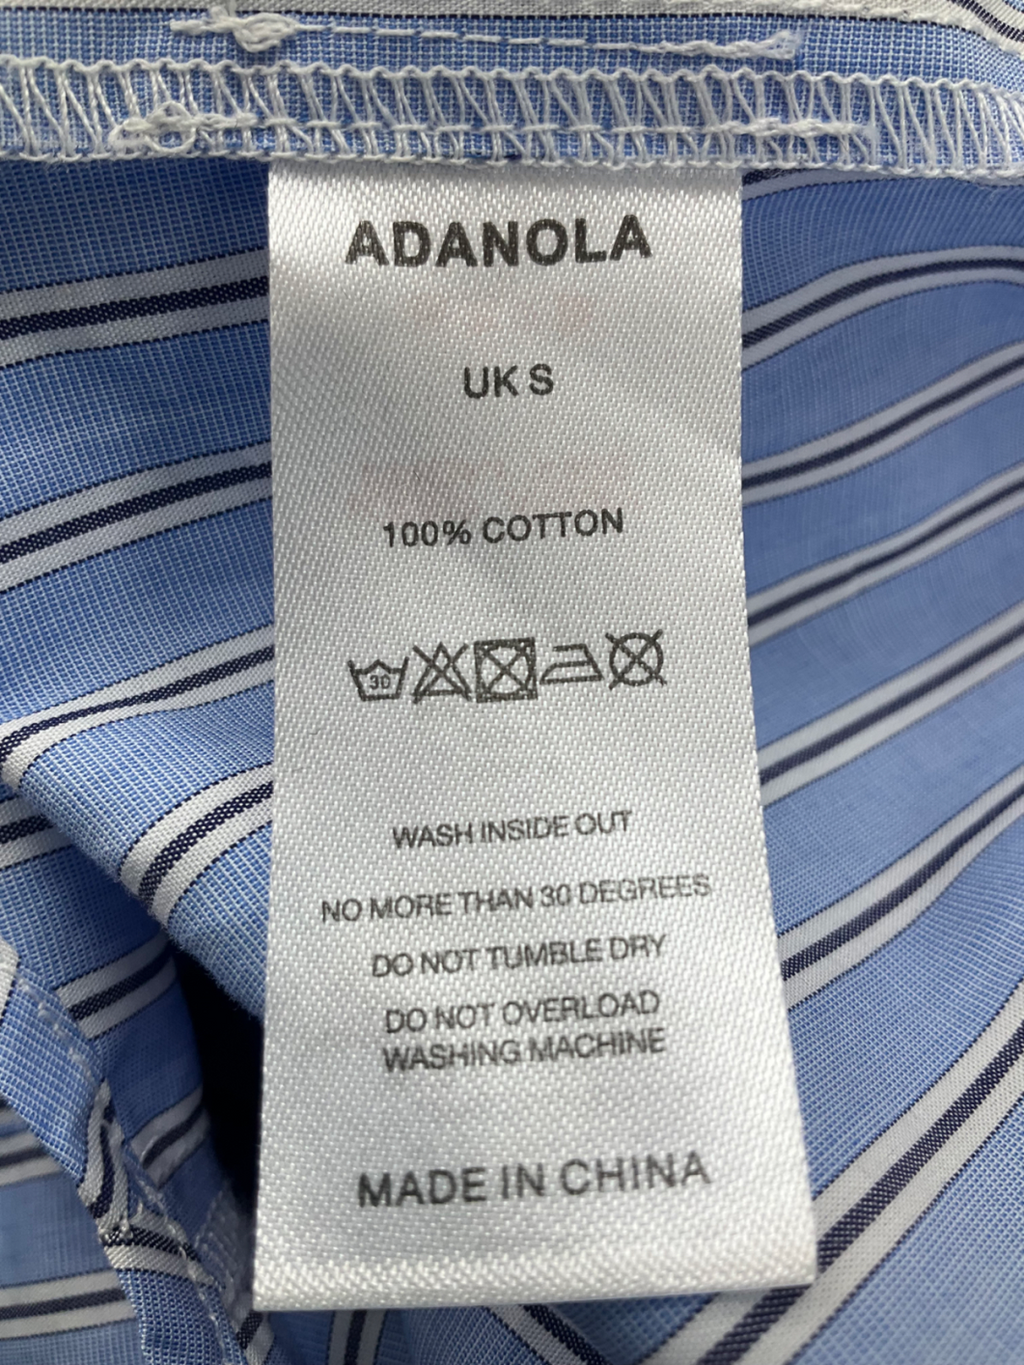 ADANOLA
UK S
100% COTTON
30
WASH INSIDE OUT
NO MORE THAN 30 DEGREES
DO NOT TUMBLE DRY
DO NOT OVERLOAD
WASHING MACHINE
MADE IN CHINA